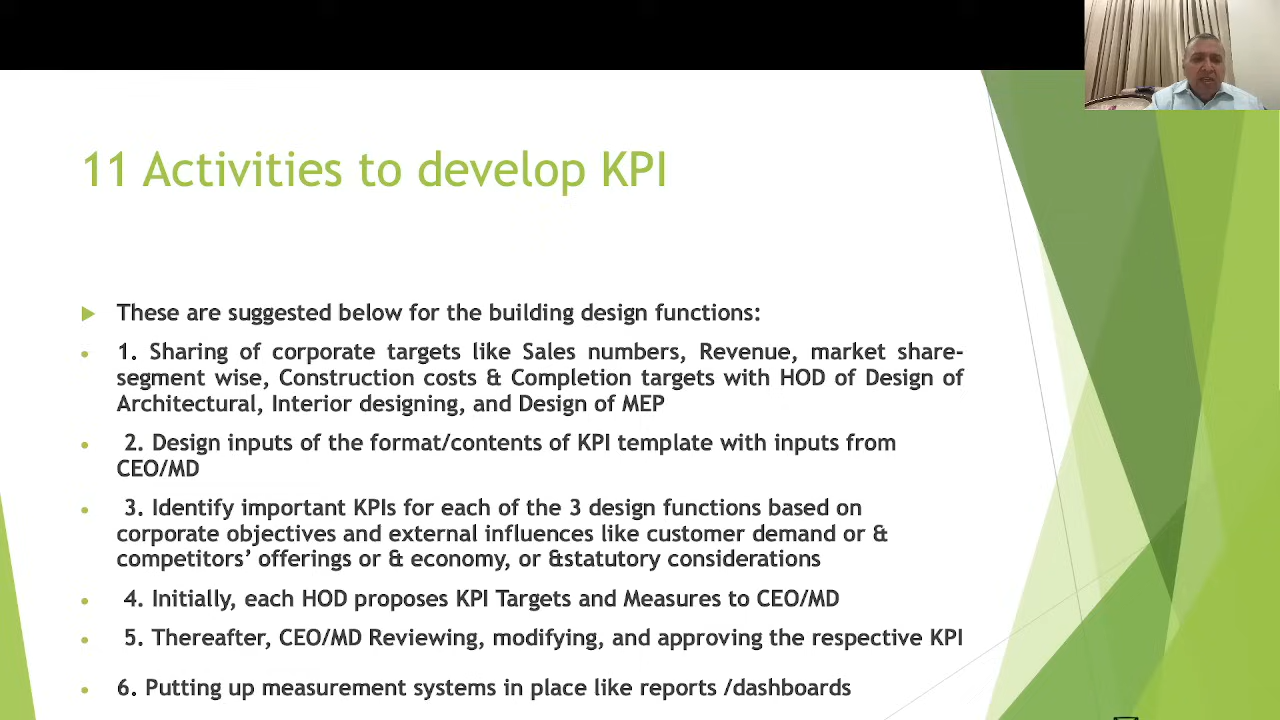 11 Activities to develop KPI
These are suggested below for the building design functions:
1. Sharing of corporate targets like Sales numbers, Revenue, market share-
segment wise, Construction costs & Completion targets with HOD of Design of
Architectural, Interior designing, and Design of MEP
2. Design inputs of the format/contents of KPI template with inputs from
CEO/MD
3. Identify important KPIs for each of the 3 design functions based on
corporate objectives and external influences like customer demand or &
competitors’ offerings or & economy, or &statutory considerations
4. Initially, each HOD proposes KPI Targets and Measures to CEO/MD
5. Thereafter, CEO/MD Reviewing, modifying, and approving the respective KPI
6. Putting up measurement systems in place like reports /dashboards